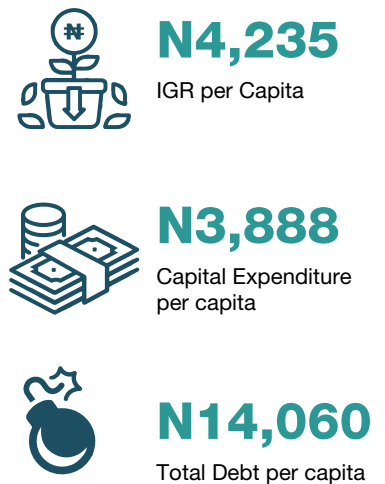 ₦
N4,235
IGR per Capita
N3,888
Capital Expenditure
per capita
N14,060
Total Debt per capita